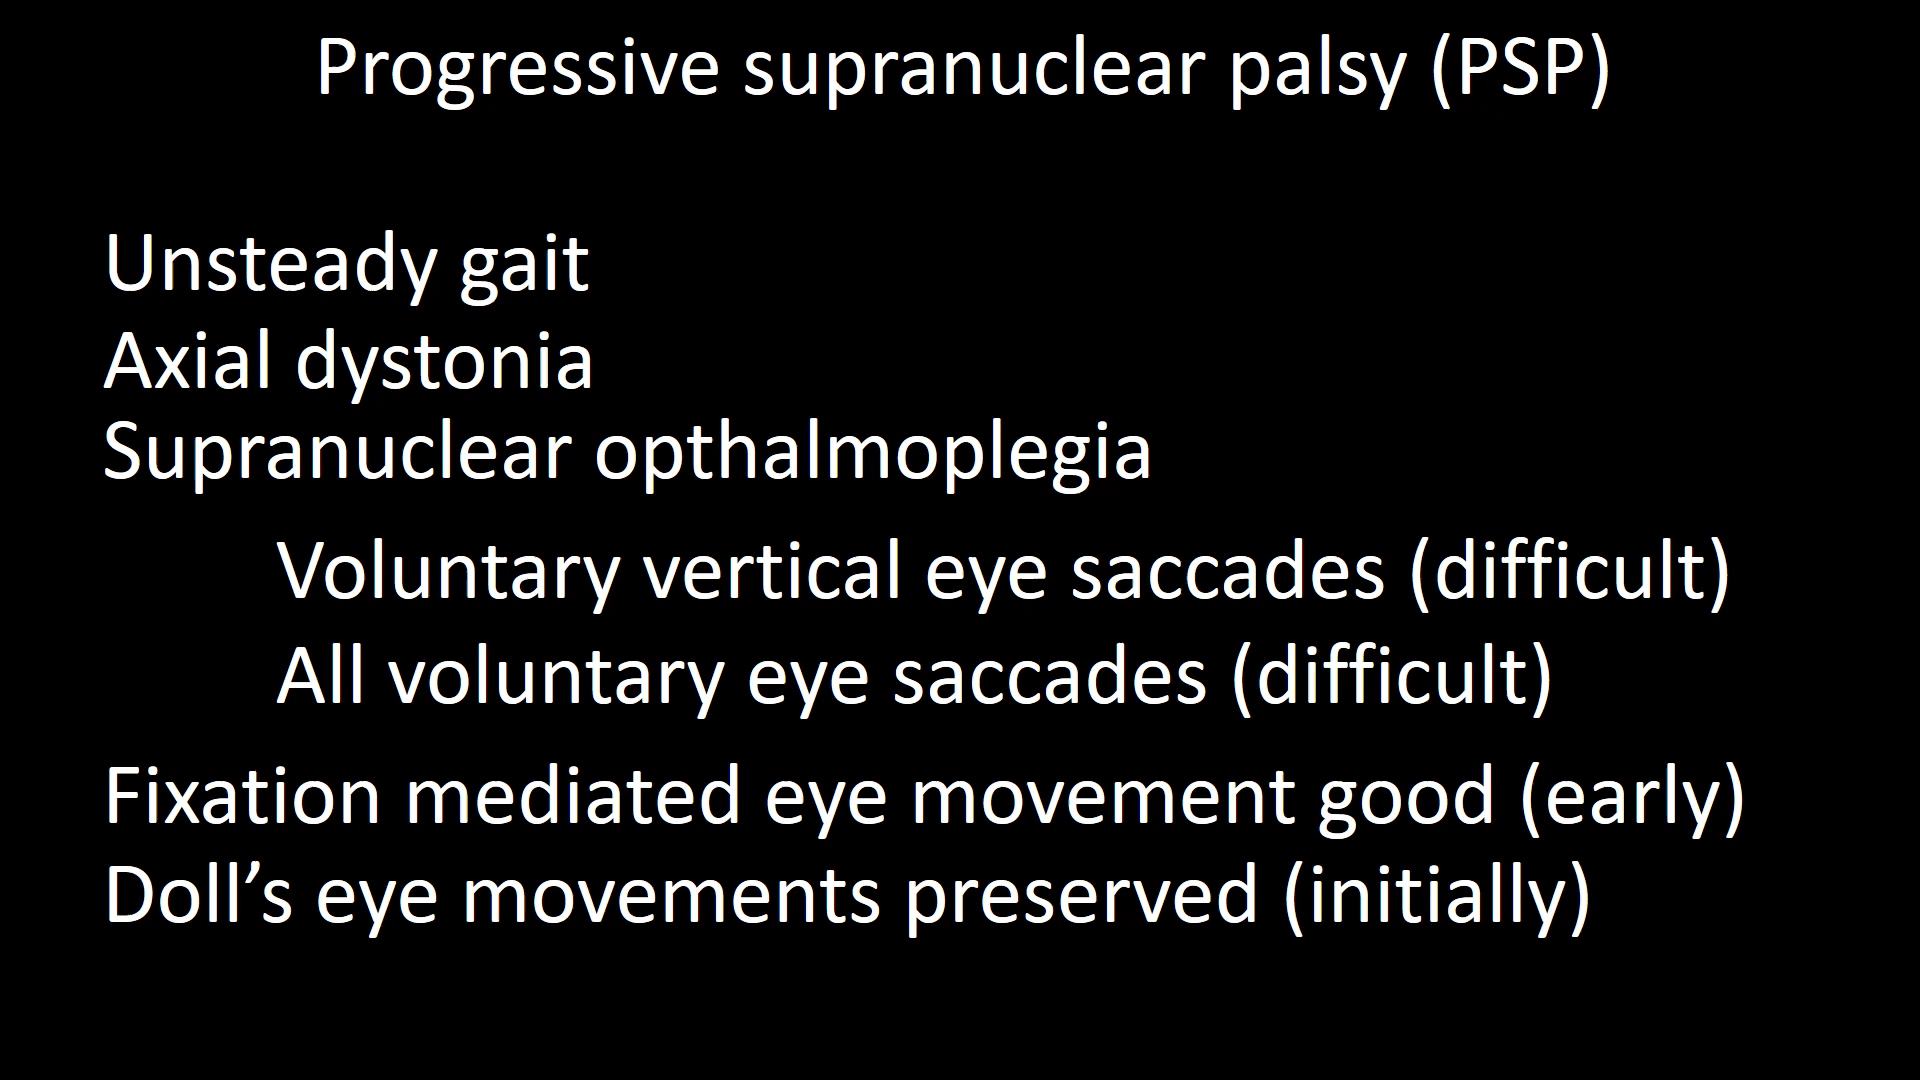 Progressive supranuclear palsy (PSP)
Unsteady gait
Axial dystonia
Supranuclear opthalmoplegia
Voluntary vertical eye saccades (difficult)
All voluntary eye saccades (difficult)
Fixation mediated eye movement good (early)
Doll’s eye movements preserved (initially)